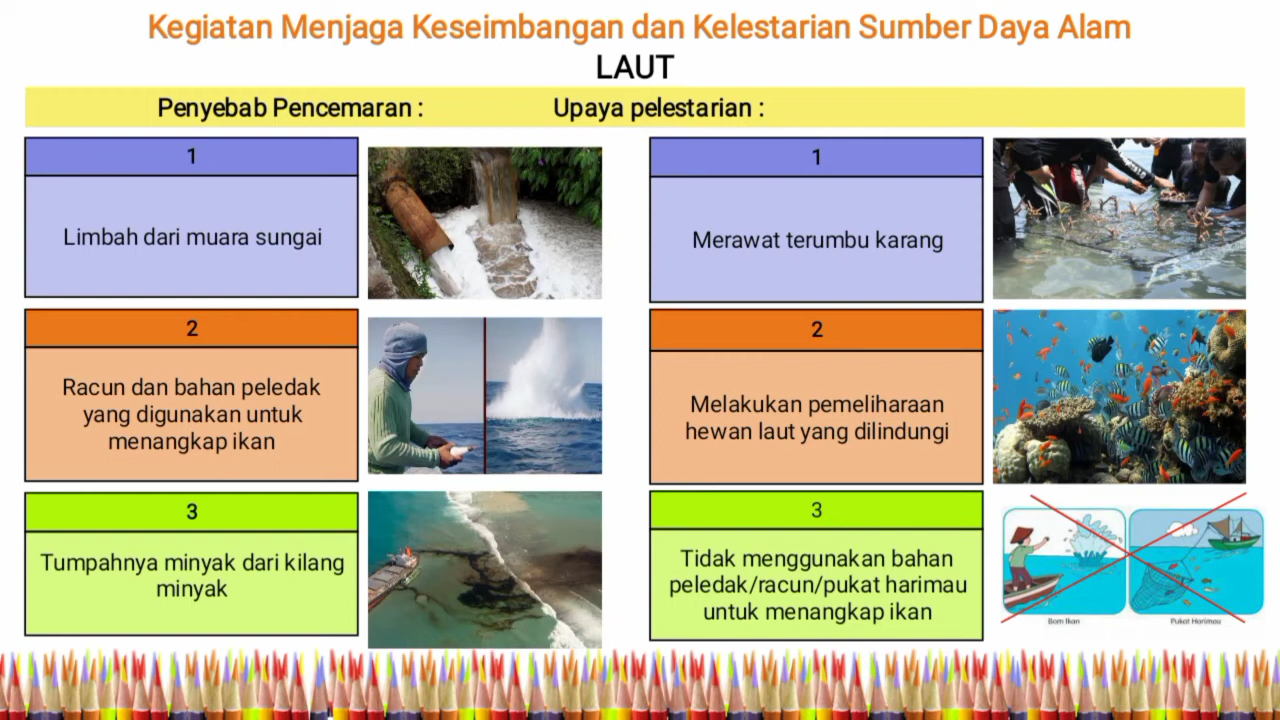 Kegiatan Menjaga Keseimbangan dan Kelestarian Sumber Daya Alam
LAUT
Penyebab Pencemaran :
Upaya pelestarian :
1
Limbah dari muara sungai
2
Racun dan bahan peledak
yang digunakan untuk
menangkap ikan
3
Tumpahnya minyak dari kilang
minyak
1
Merawat terumbu karang
2
Melakukan pemeliharaan
hewan laut yang dilindungi
3
Tidak menggunakan bahan
peledak/racun/pukat harimau
untuk menangkap ikan
Bom Ikan
Pukat Harimau